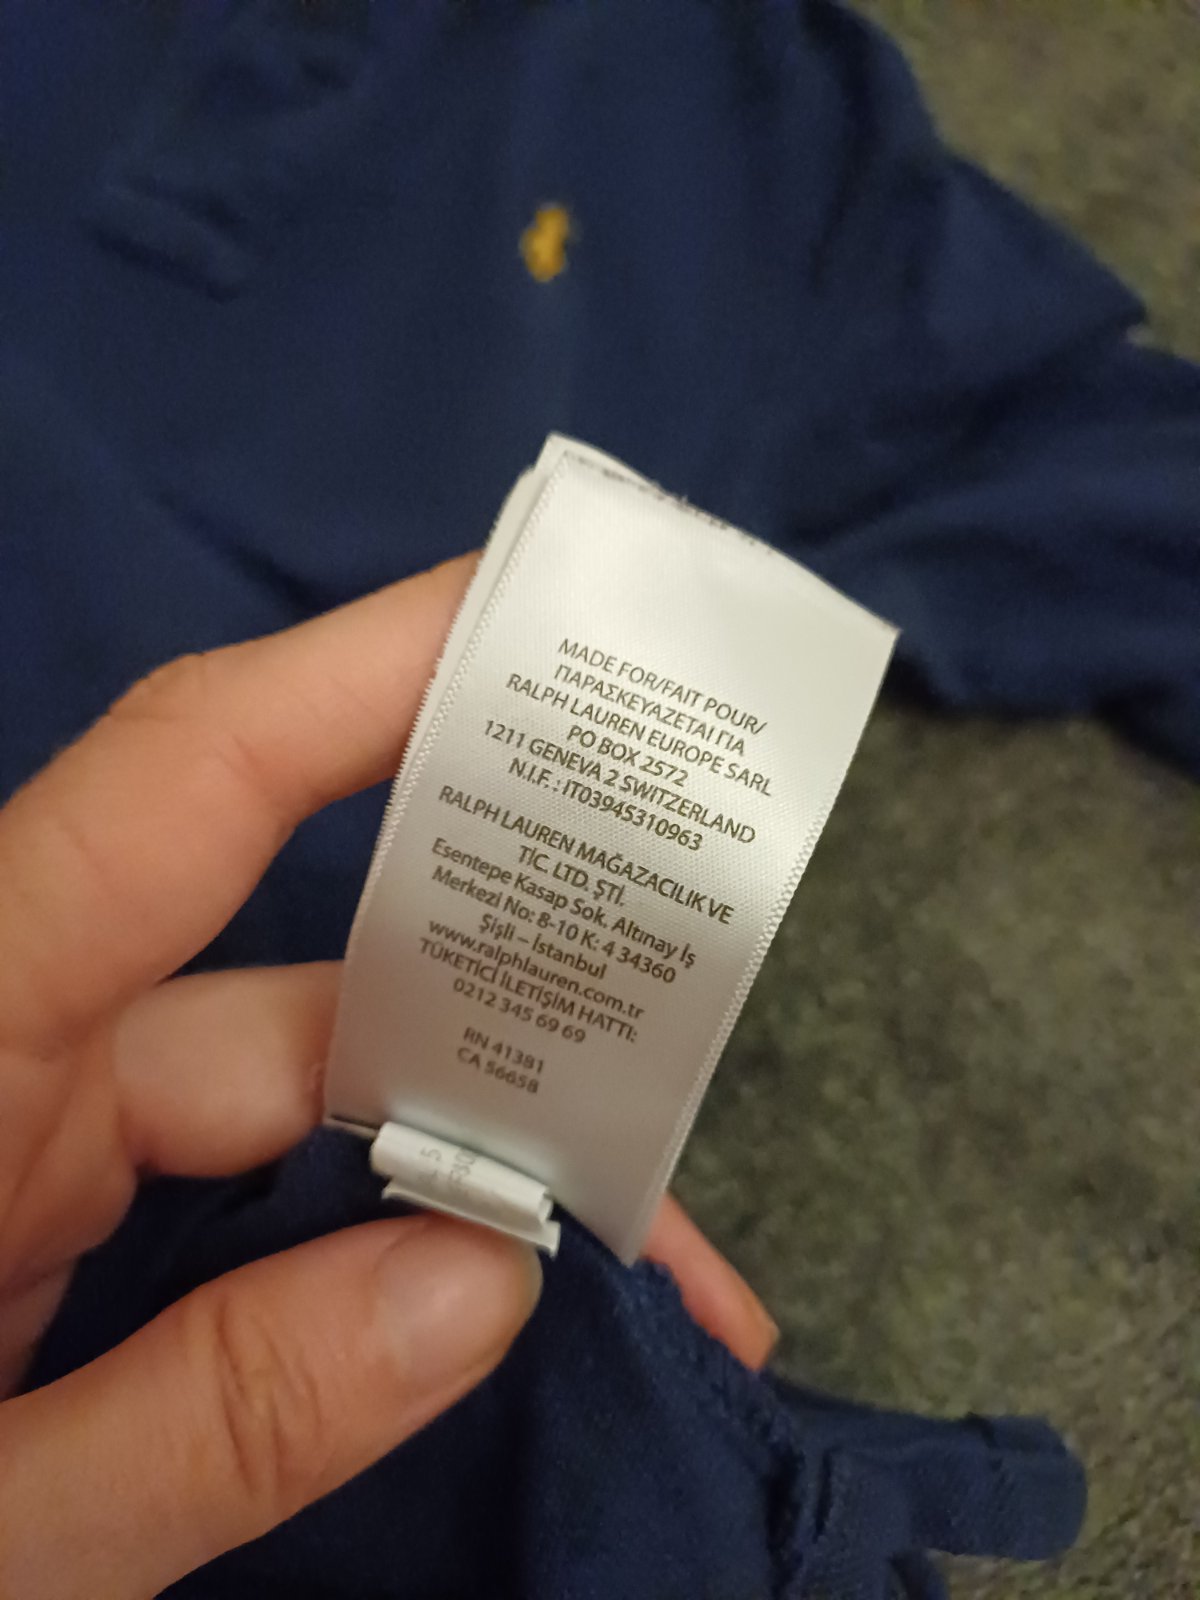 MADE FOR/FAIT POUR/
ΠΑΡΑΣΚΕΥΑΖΕΤΑΙ ΓΙΑ
RALPH LAUREN EUROPE SARL
PO BOX 2572
1211 GENEVA 2 SWITZERLAND
N.I.F. : IT03945310963
RALPH LAUREN MAĞAZACILIK VE
TİC. LTD. ŞTİ.
Esentepe Kasap Sok. Altınay İş
Merkezi No: 8-10 K: 4 34360
Şişli – İstanbul
www.ralphlauren.com.tr
TÜKETİCİ İLETİŞİM HATTI:
0212 345 69 69
RN 41381
CA 56658